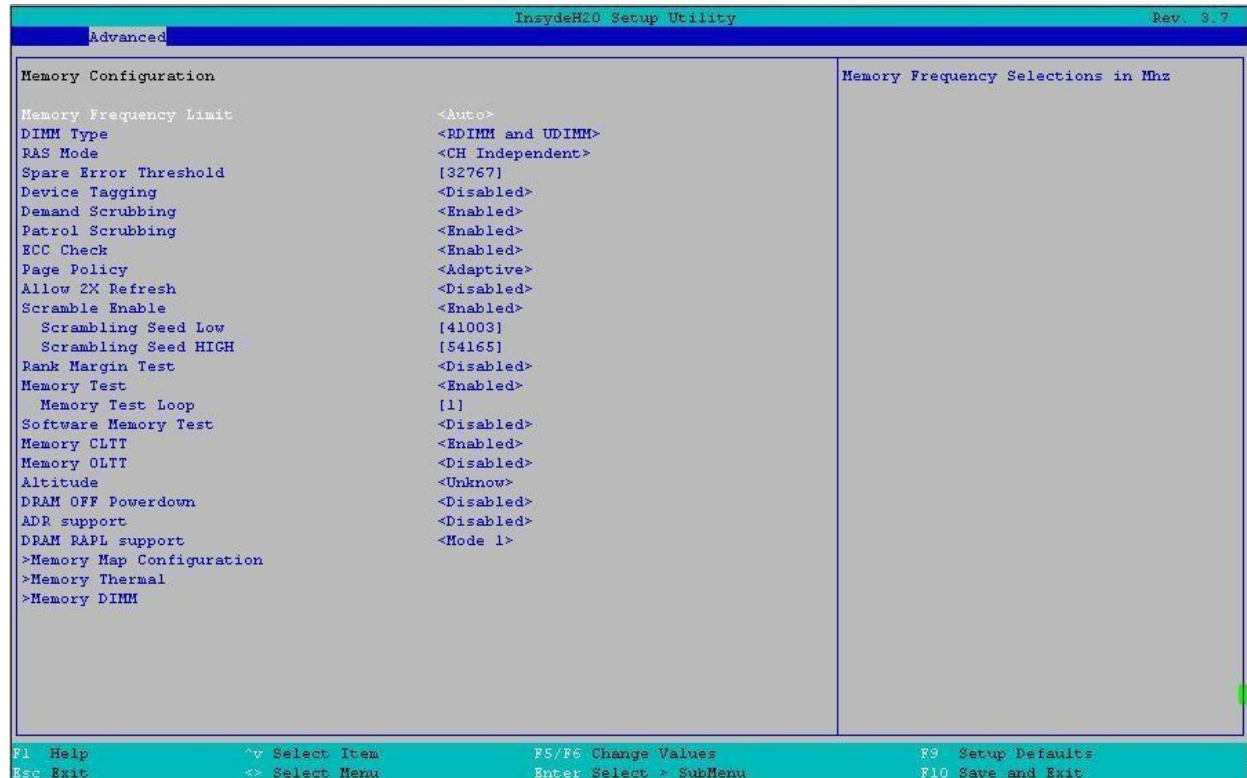 InsydeH20 Setup Utility Rev. 3.7
Advanced
Memory Configuration
Memory Frequency Selections in Mhz
Memory Frequency Limit <Auto>
DIMM Type <RDIMM and UDIMM>
RAS Mode <CH Independent>
Spare Error Threshold [32767]
Device Tagging <Disabled>
Demand Scrubbing <Enabled>
Patrol Scrubbing <Enabled>
ECC Check <Enabled>
Page Policy <Adaptive>
Allow 2X Refresh <Disabled>
Scramble Enable <Enabled>
Scrambling Seed Low [41003]
Scrambling Seed HIGH [54165]
Rank Margin Test <Disabled>
Memory Test <Enabled>
Memory Test Loop [1]
Software Memory Test <Disabled>
Memory CLTT <Enabled>
Memory OLTT <Disabled>
Altitude <Unknow>
DRAM OFF Powerdown <Disabled>
ADR support <Disabled>
DRAM RAPL support <Mode 1>
>Memory Map Configuration
>Memory Thermal
>Memory DIMM
F1 Help ^v Select Item F5/F6 Change Values F9 Setup Defaults
Esc Exit <> Select Menu Enter Select > SubMenu F10 Save and Exit